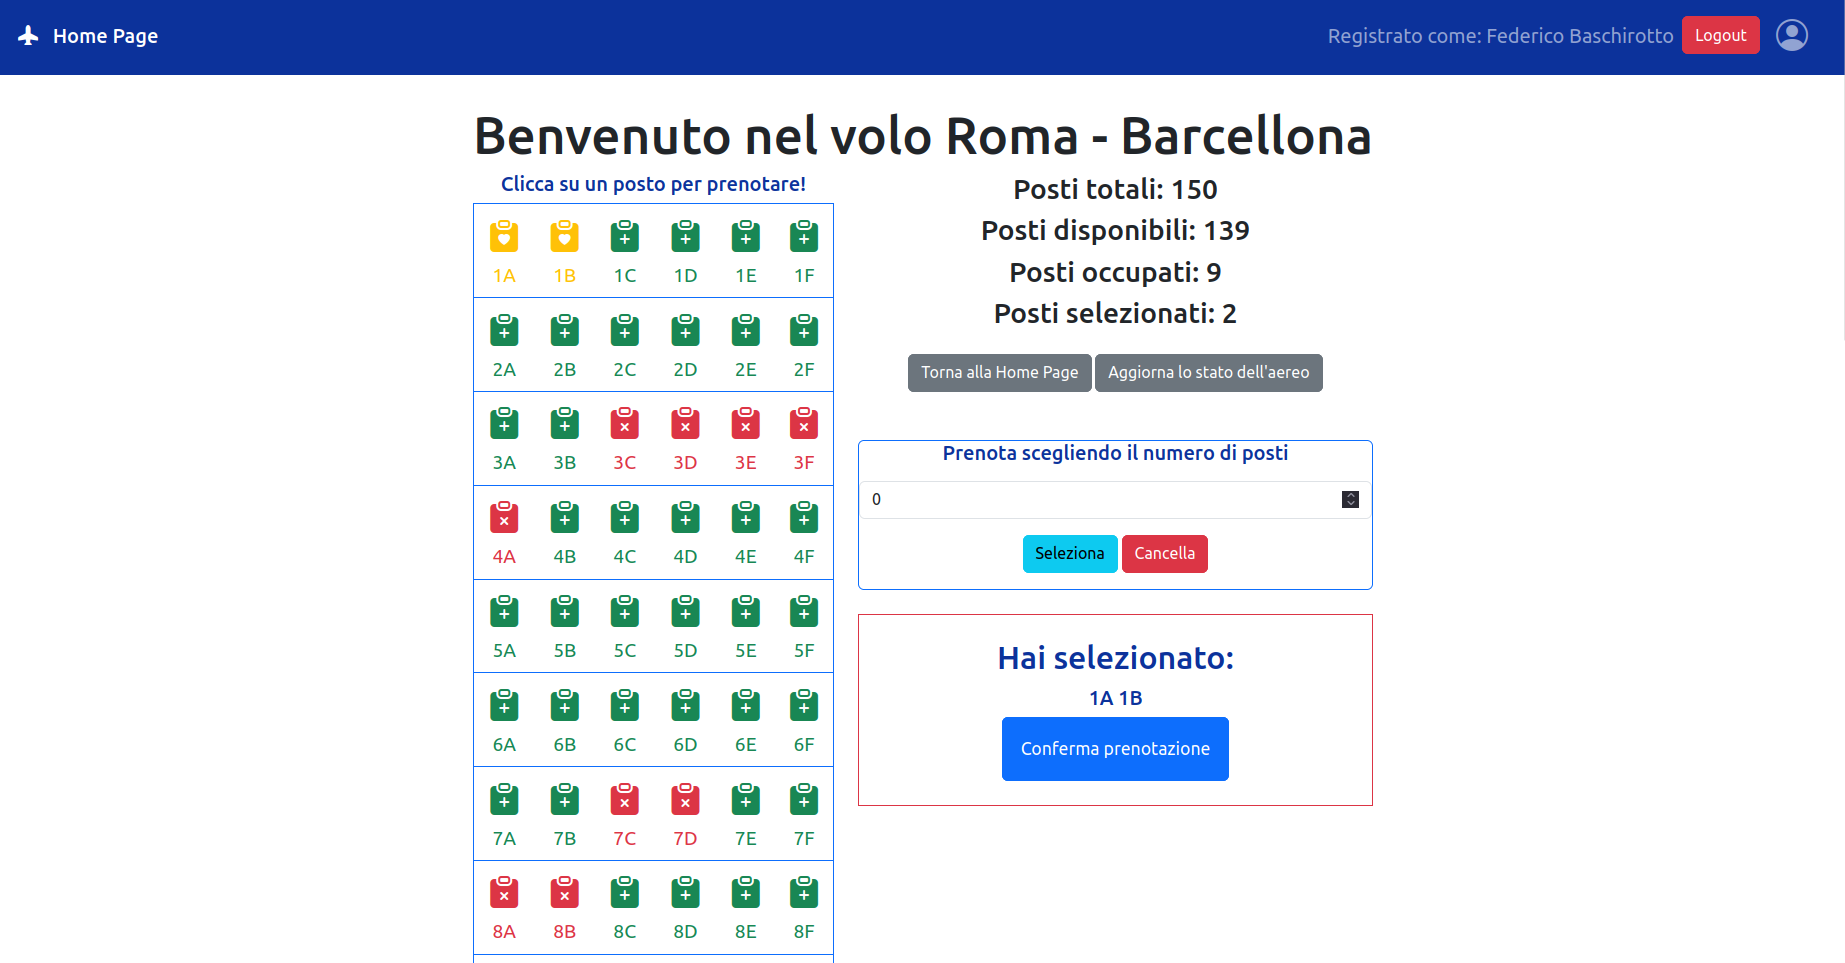 Home Page
Registrato come: Federico Baschirotto Logout
Benvenuto nel volo Roma - Barcellona
Clicca su un posto per prenotare!
1A 1B 1C 1D 1E 1F
2A 2B 2C 2D 2E 2F
3A 3B 3C 3D 3E 3F
4A 4B 4C 4D 4E 4F
5A 5B 5C 5D 5E 5F
6A 6B 6C 6D 6E 6F
7A 7B 7C 7D 7E 7F
8A 8B 8C 8D 8E 8F
Posti totali: 150
Posti disponibili: 139
Posti occupati: 9
Posti selezionati: 2
Torna alla Home Page Aggiorna lo stato dell'aereo
Prenota scegliendo il numero di posti
0
Seleziona Cancella
Hai selezionato:
1A 1B
Conferma prenotazione